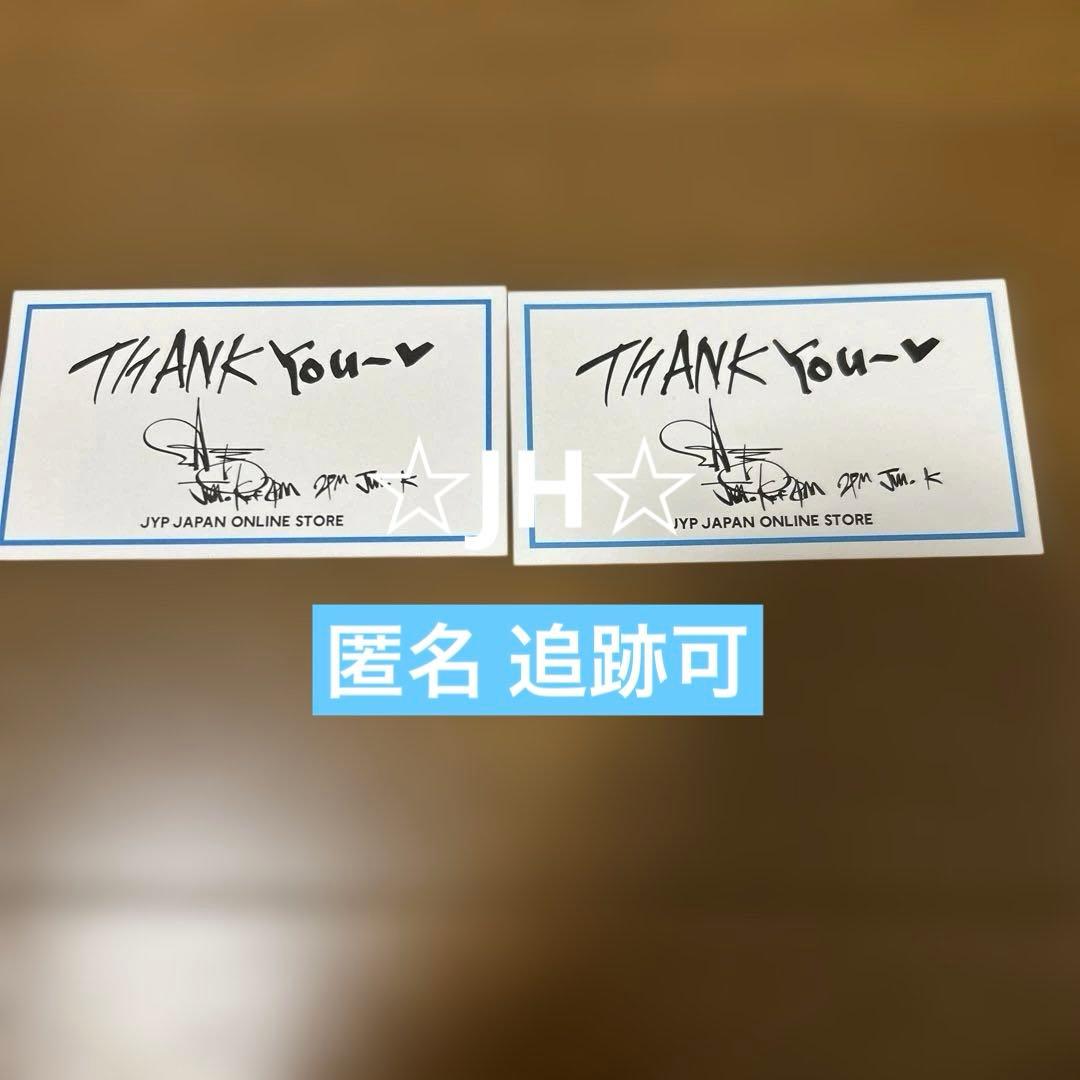 THANK YOU~♥
2PM Jun. K
JYP JAPAN ONLINE STORE
THANK YOU~♥
2PM Jun. K
JYP JAPAN ONLINE STORE
☆JH☆
匿名 追跡可